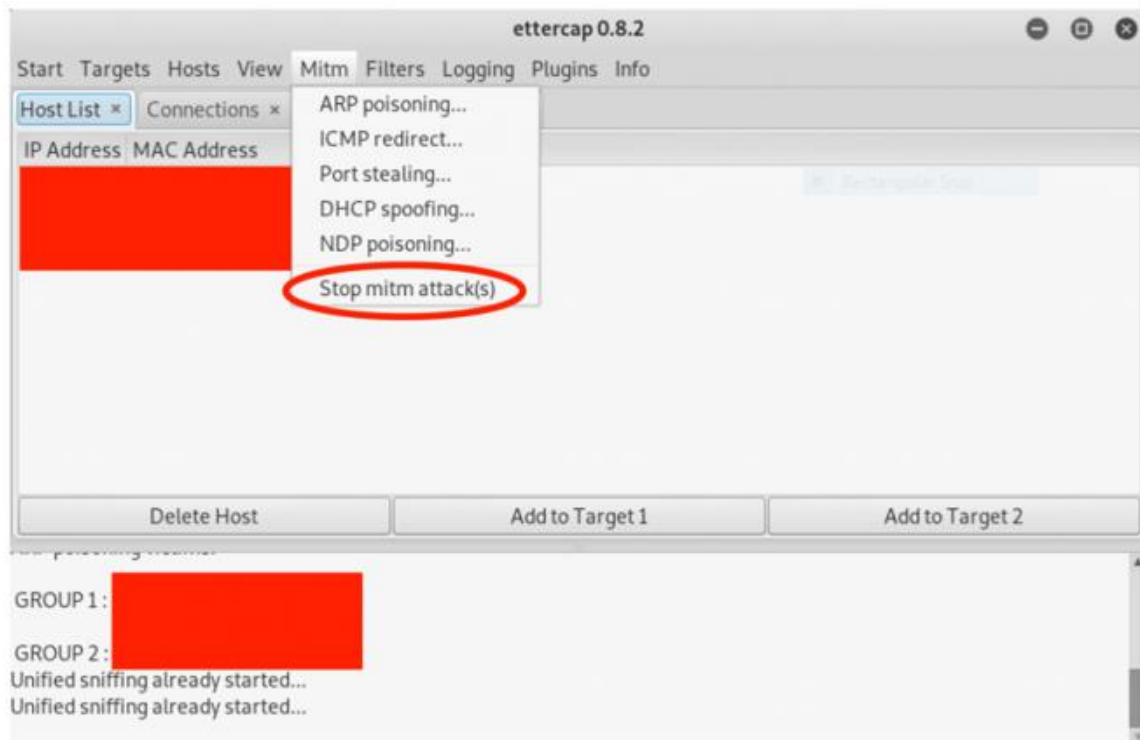 ettercap 0.8.2
Start Targets Hosts View Mitm Filters Logging Plugins Info
Host List × Connections ×
IP Address MAC Address
ARP poisoning...
ICMP redirect...
Port stealing...
DHCP spoofing...
NDP poisoning...
Stop mitm attack(s)
Rectangular Snip
Delete Host Add to Target 1 Add to Target 2
GROUP 1 :
GROUP 2 :
Unified sniffing already started...
Unified sniffing already started...